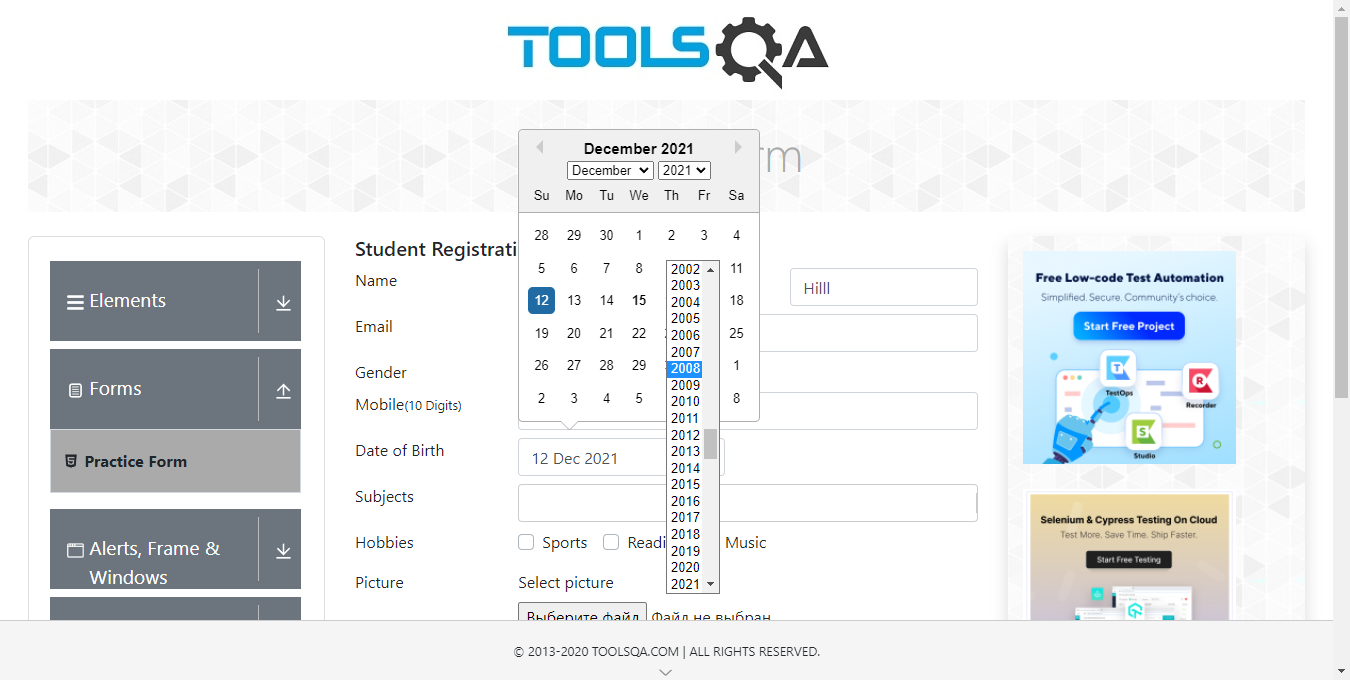 TOOLSQA
rm
December 2021
December 2021
Su Mo Tu We Th Fr Sa
28 29 30 1 2 3 4
5 6 7 8 11
12 13 14 15 18
19 20 21 22 25
26 27 28 29 1
2 3 4 5 8
2002
2003
2004
2005
2006
2007
2008
2009
2010
2011
2012
2013
2014
2015
2016
2017
2018
2019
2020
2021
Elements
Forms
Practice Form
Alerts, Frame &
Windows
Student Registrati
Name
Hilll
Email
Gender
Mobile(10 Digits)
Date of Birth
12 Dec 2021
Subjects
Hobbies
Sports Readi Music
Picture
Select picture
Выберите файл Файл не выбран
Free Low-code Test Automation
Simplified. Secure. Community's choice.
Start Free Project
TestOps
Recorder
Studio
Selenium & Cypress Testing On Cloud
Test More. Save Time. Ship Faster.
Start Free Testing
© 2013-2020 TOOLSQA.COM | ALL RIGHTS RESERVED.